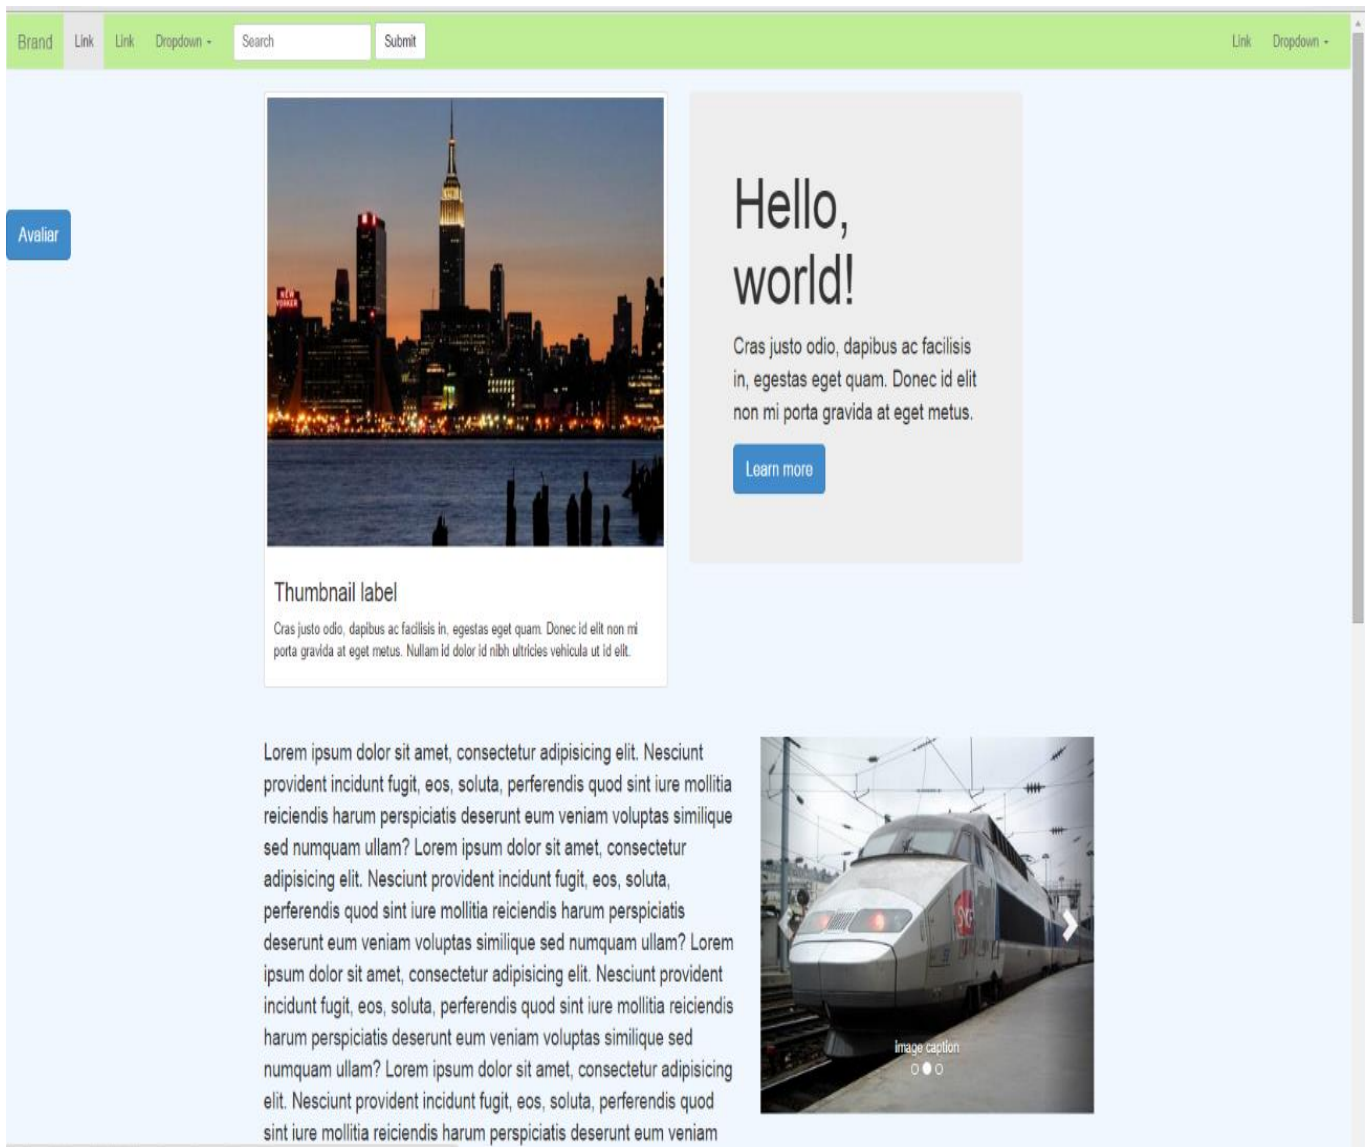 Brand Link Link Dropdown Search Submit Link Dropdown
Avaliar
NEW
YORKER
Thumbnail label
Cras justo odio, dapibus ac facilisis in, egestas eget quam. Donec id elit non mi
porta gravida at eget metus. Nullam id dolor id nibh ultricies vehicula ut id elit.
Hello,
world!
Cras justo odio, dapibus ac facilisis
in, egestas eget quam. Donec id elit
non mi porta gravida at eget metus.
Learn more
Lorem ipsum dolor sit amet, consectetur adipisicing elit. Nesciunt
provident incidunt fugit, eos, soluta, perferendis quod sint iure mollitia
reiciendis harum perspiciatis deserunt eum veniam voluptas similique
sed numquam ullam? Lorem ipsum dolor sit amet, consectetur
adipisicing elit. Nesciunt provident incidunt fugit, eos, soluta,
perferendis quod sint iure mollitia reiciendis harum perspiciatis
deserunt eum veniam voluptas similique sed numquam ullam? Lorem
ipsum dolor sit amet, consectetur adipisicing elit. Nesciunt provident
incidunt fugit, eos, soluta, perferendis quod sint iure mollitia reiciendis
harum perspiciatis deserunt eum veniam voluptas similique sed
numquam ullam? Lorem ipsum dolor sit amet, consectetur adipisicing
elit. Nesciunt provident incidunt fugit, eos, soluta, perferendis quod
sint iure mollitia reiciendis harum perspiciatis deserunt eum veniam
image caption